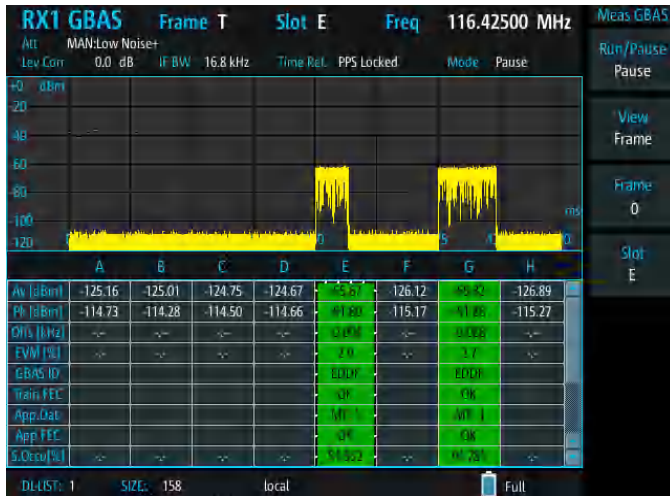 RX1 GBAS Frame T Slot E Freq 116.42500 MHz Meas GBAS
Att MAN:Low Noise+
Lev Corr 0.0 dB IF BW 16.8 kHz Time Ref. PPS Locked Mode Pause
Run/Pause
Pause
View
Frame
Frame
0
Slot
E
+0 dBm
-20
-40
-60
-80
-100
-120
ms
A B C D E F G H
Av [dBm] -125.16 -125.01 -124.75 -124.67 -126.12 -126.89
Pk [dBm] -114.73 -114.28 -114.50 -114.66 -115.17 -115.27
Offs [kHz] -.- -.- -.- -.- -.- -.-
EVM [%] -.- -.- -.- -.- 2.0 -.- -.-
GBAS ID EDDF EDDF
Train FEC OK OK
App.Dat.
App FEC OK OK
S.Occu[%] -.- -.- -.- -.- -.- -.-
DL-LIST: 1 SIZE: 158 local Full